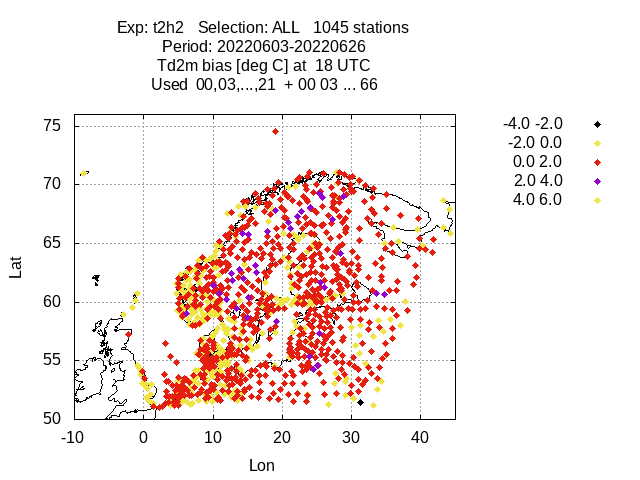 Exp: t2h2 Selection: ALL 1045 stations
Period: 20220603-20220626
Td2m bias [deg C] at 18 UTC
Used 00,03,...,21 + 00 03 ... 66
-4.0 -2.0
-2.0 0.0
0.0 2.0
2.0 4.0
4.0 6.0
75
70
65
60
55
50
Lat
-10 0 10 20 30 40
Lon